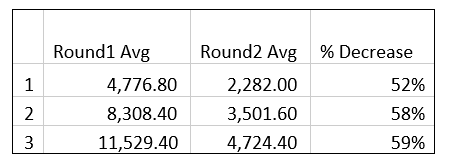 Round1 Avg Round2 Avg % Decrease
1 4,776.80 2,282.00 52%
2 8,308.40 3,501.60 58%
3 11,529.40 4,724.40 59%